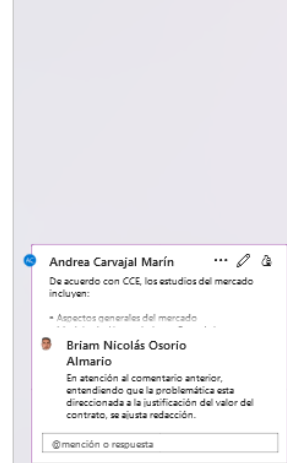 AC
Andrea Carvajal Marín
De acuerdo con CCE, los estudios del mercado
incluyen:
• Aspectos generales del mercado
Briam Nicolás Osorio
Almario
En atención al comentario anterior,
entendiendo que la problemática esta
direccionada a la justificación del valor del
contrato, se ajusta redacción.
@mención o respuesta